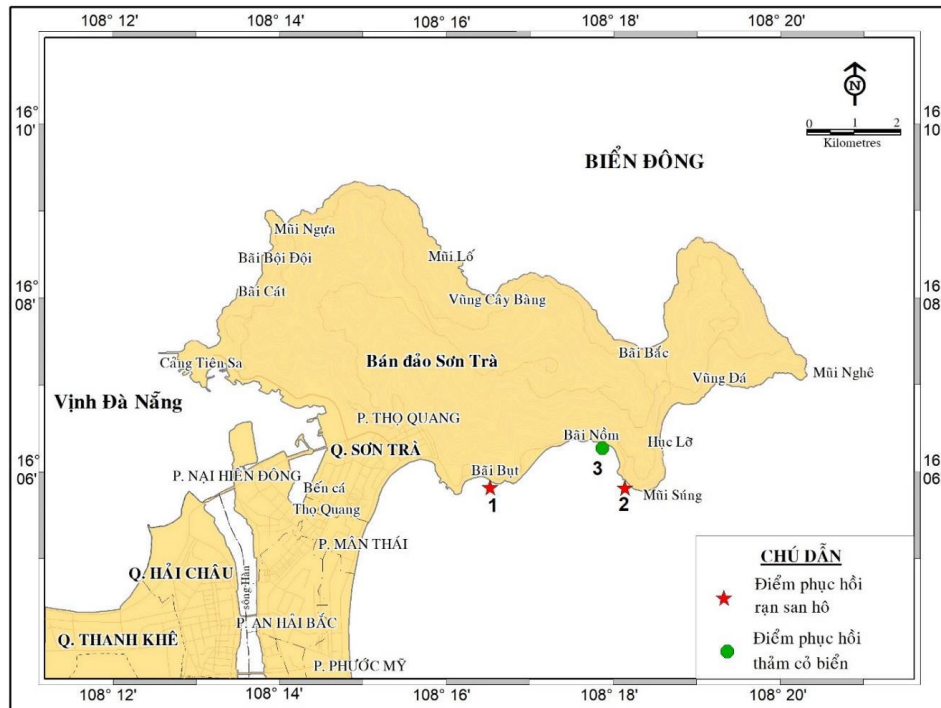 108° 12' 108° 14' 108° 16' 108° 18' 108° 20'
16°
10'
16°
10'
N
0 1 2
Kilometres
BIỂN ĐÔNG
Mũi Ngựa
Bãi Bội Đội
Mũi Lố
Bãi Cát
Vũng Cây Bàng
16°
08'
16°
08'
Cảng Tiên Sa
Bán đảo Sơn Trà
Bãi Bắc
Vũng Đá
Mũi Nghê
Vịnh Đà Nẵng
P. THỌ QUANG
Q. SƠN TRÀ
Bãi Nồm
Hục Lỡ
16°
06'
16°
06'
P. NẠI HIÊN ĐÔNG
Bãi Bụt
3
Bến cá
Thọ Quang
1
2
Mũi Súng
P. MÂN THÁI
Q. HẢI CHÂU
sông Hàn
P. AN HẢI BẮC
Q. THANH KHÊ
P. PHƯỚC MỸ
CHÚ DẪN
Điểm phục hồi
rạn san hô
Điểm phục hồi
thảm cỏ biển
108° 12' 108° 14' 108° 16' 108° 18' 108° 20'